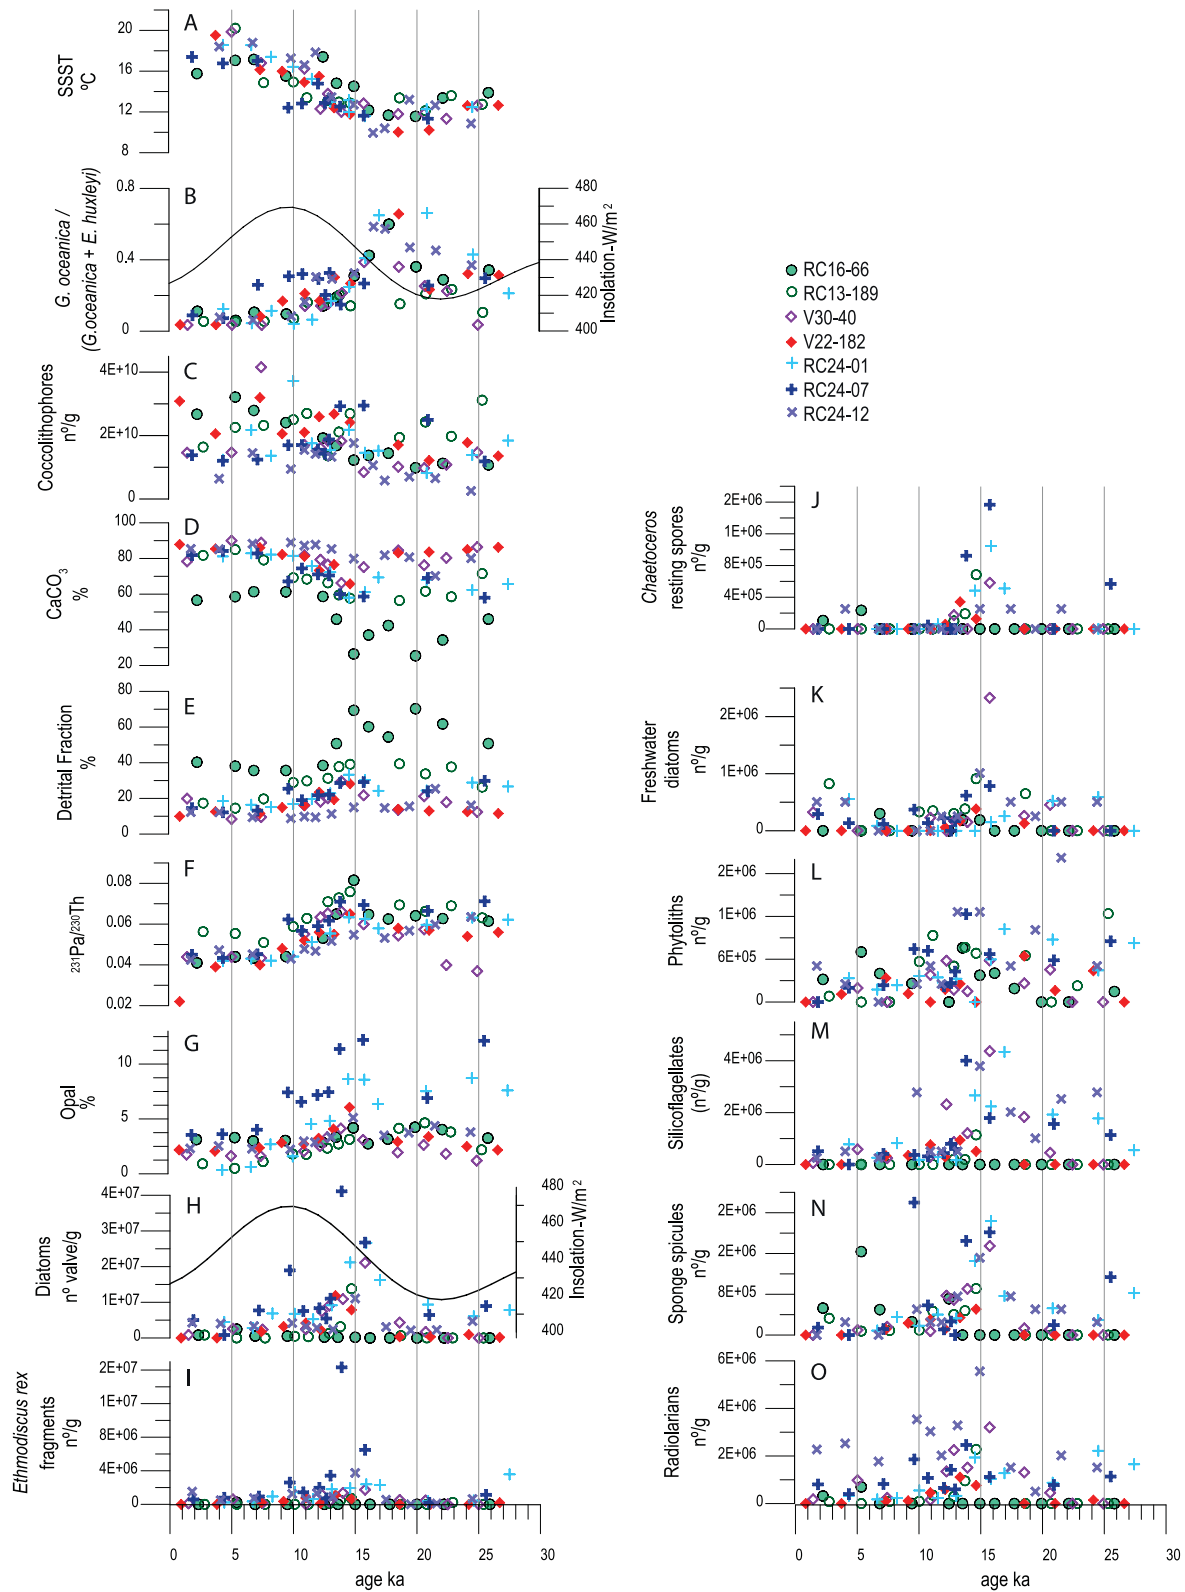 A
20
16
12
8
SSST
ºC
B
0.8
0.4
0
G. oceanica /
(G.oceanica + E. huxleyi)
480
460
440
420
400
Insolation-W/m²
C
4E+10
2E+10
0
Coccolithophores
nº/g
D
100
80
60
40
20
CaCO₃
%
E
80
60
40
20
0
Detrital Fraction
%
F
0.08
0.06
0.04
0.02
²³¹Pa/²³⁰Th
G
10
5
0
Opal
%
H
4E+07
3E+07
2E+07
1E+07
0
Diatoms
nº valve/g
480
460
440
420
400
Insolation-W/m²
I
2E+07
1E+07
8E+06
4E+06
0
Ethmodiscus rex
fragments
nº/g
0 5 10 15 20 25 30
age ka
RC16-66
RC13-189
V30-40
V22-182
RC24-01
RC24-07
RC24-12
J
2E+06
1E+06
8E+05
4E+05
0
Chaetoceros
resting spores
nº/g
K
2E+06
1E+06
0
Freshwater
diatoms
nº/g
L
2E+06
1E+06
6E+05
0
Phytoliths
nº/g
M
4E+06
2E+06
0
Silicoflagellates
(nº/g)
N
2E+06
2E+06
8E+05
0
Sponge spicules
nº/g
O
6E+06
4E+06
2E+06
0
Radiolarians
nº/g
0 5 10 15 20 25 30
age ka